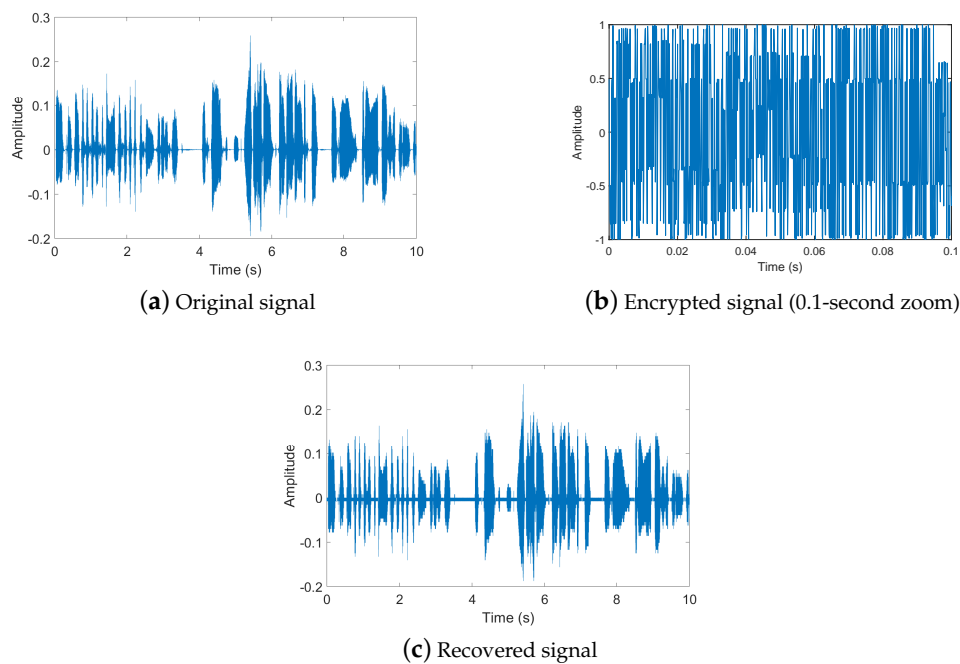 0.3
0.2
0.1
0
-0.1
-0.2
Amplitude
0 2 4 6 8 10
Time (s)
(a) Original signal
1
0.5
0
-0.5
-1
Amplitude
0 0.02 0.04 0.06 0.08 0.1
Time (s)
(b) Encrypted signal (0.1-second zoom)
0.3
0.2
0.1
0
-0.1
-0.2
Amplitude
0 2 4 6 8 10
Time (s)
(c) Recovered signal